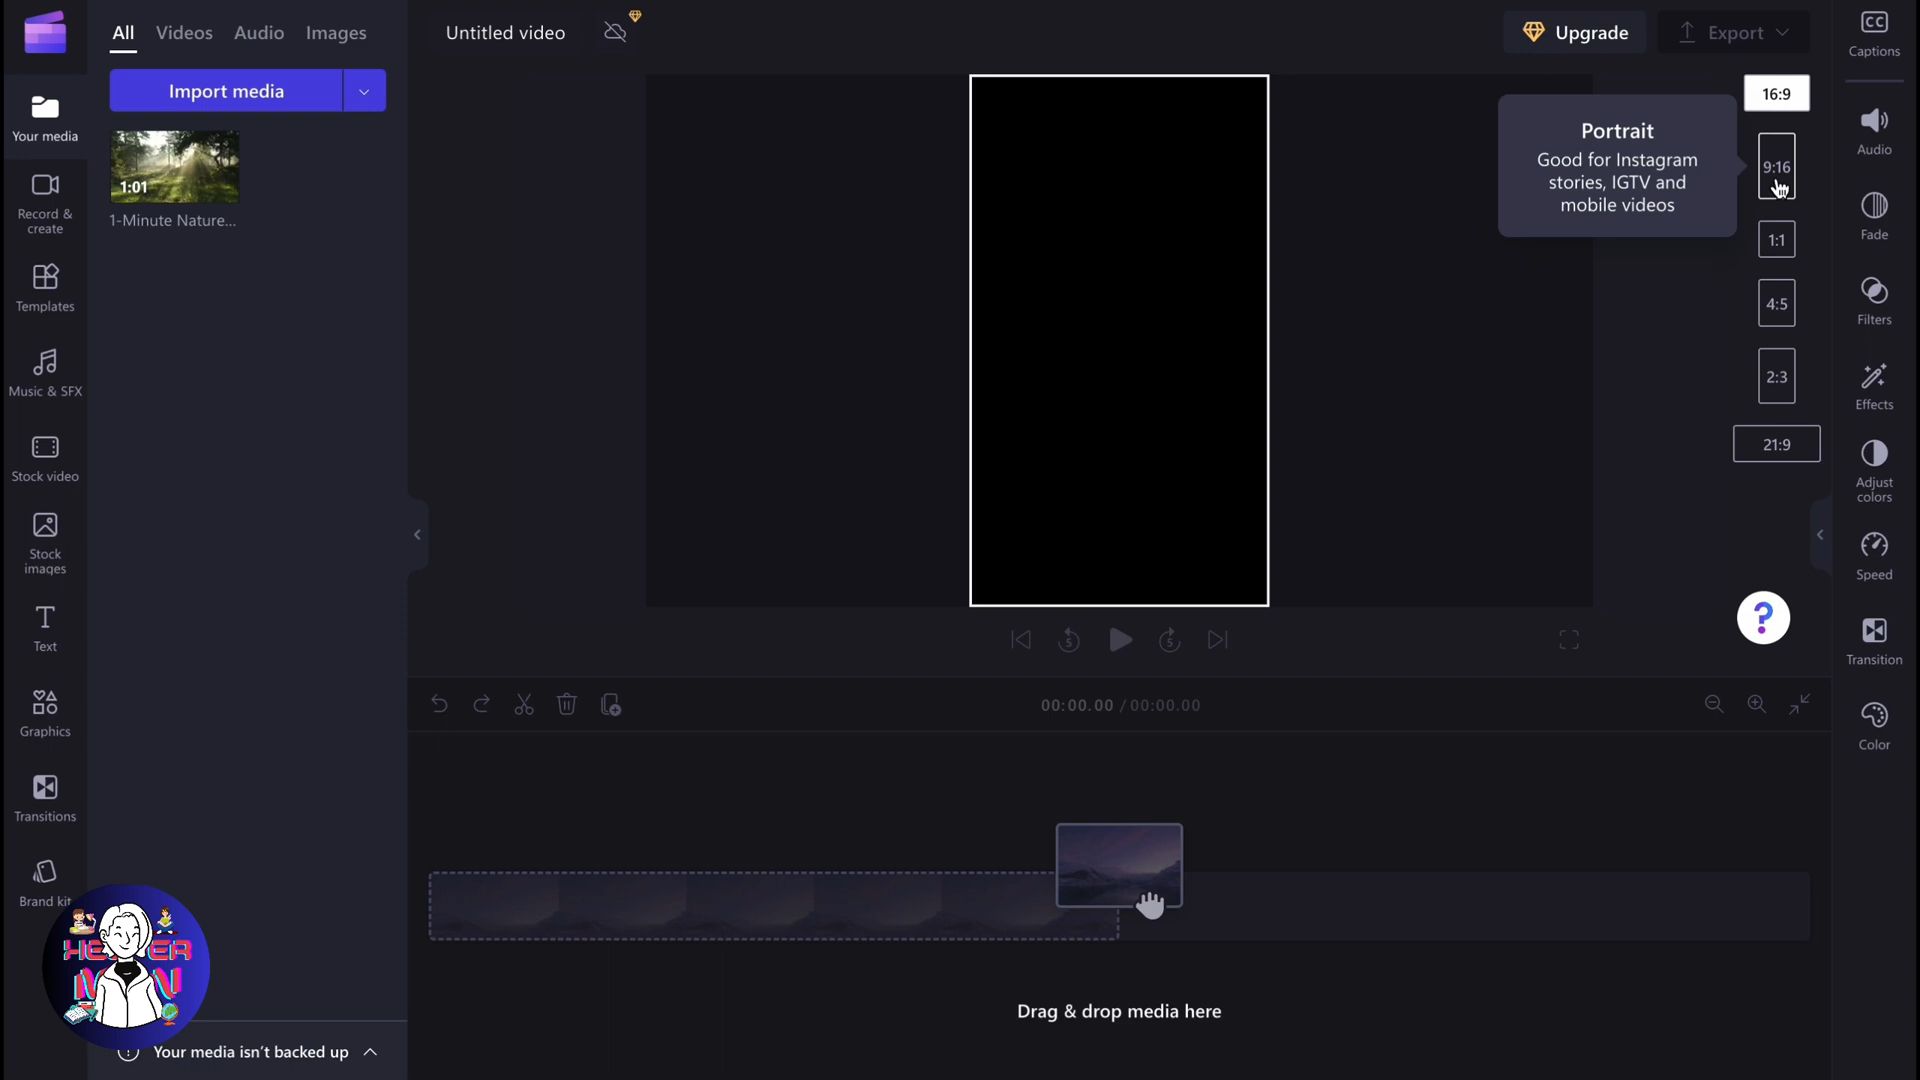 All Videos Audio Images
Import media
1:01
1-Minute Nature...
Your media
Record &
create
Templates
Music & SFX
Stock video
Stock
images
Text
Graphics
Transitions
Brand kit
Your media isn't backed up
Untitled video
Upgrade
Export
16:9
Portrait
Good for Instagram
stories, IGTV and
mobile videos
9:16
1:1
4:5
2:3
21:9
?
5
5
00:00.00 / 00:00.00
Drag & drop media here
CC
Captions
Audio
Fade
Filters
Effects
Adjust
colors
Speed
Transition
Color